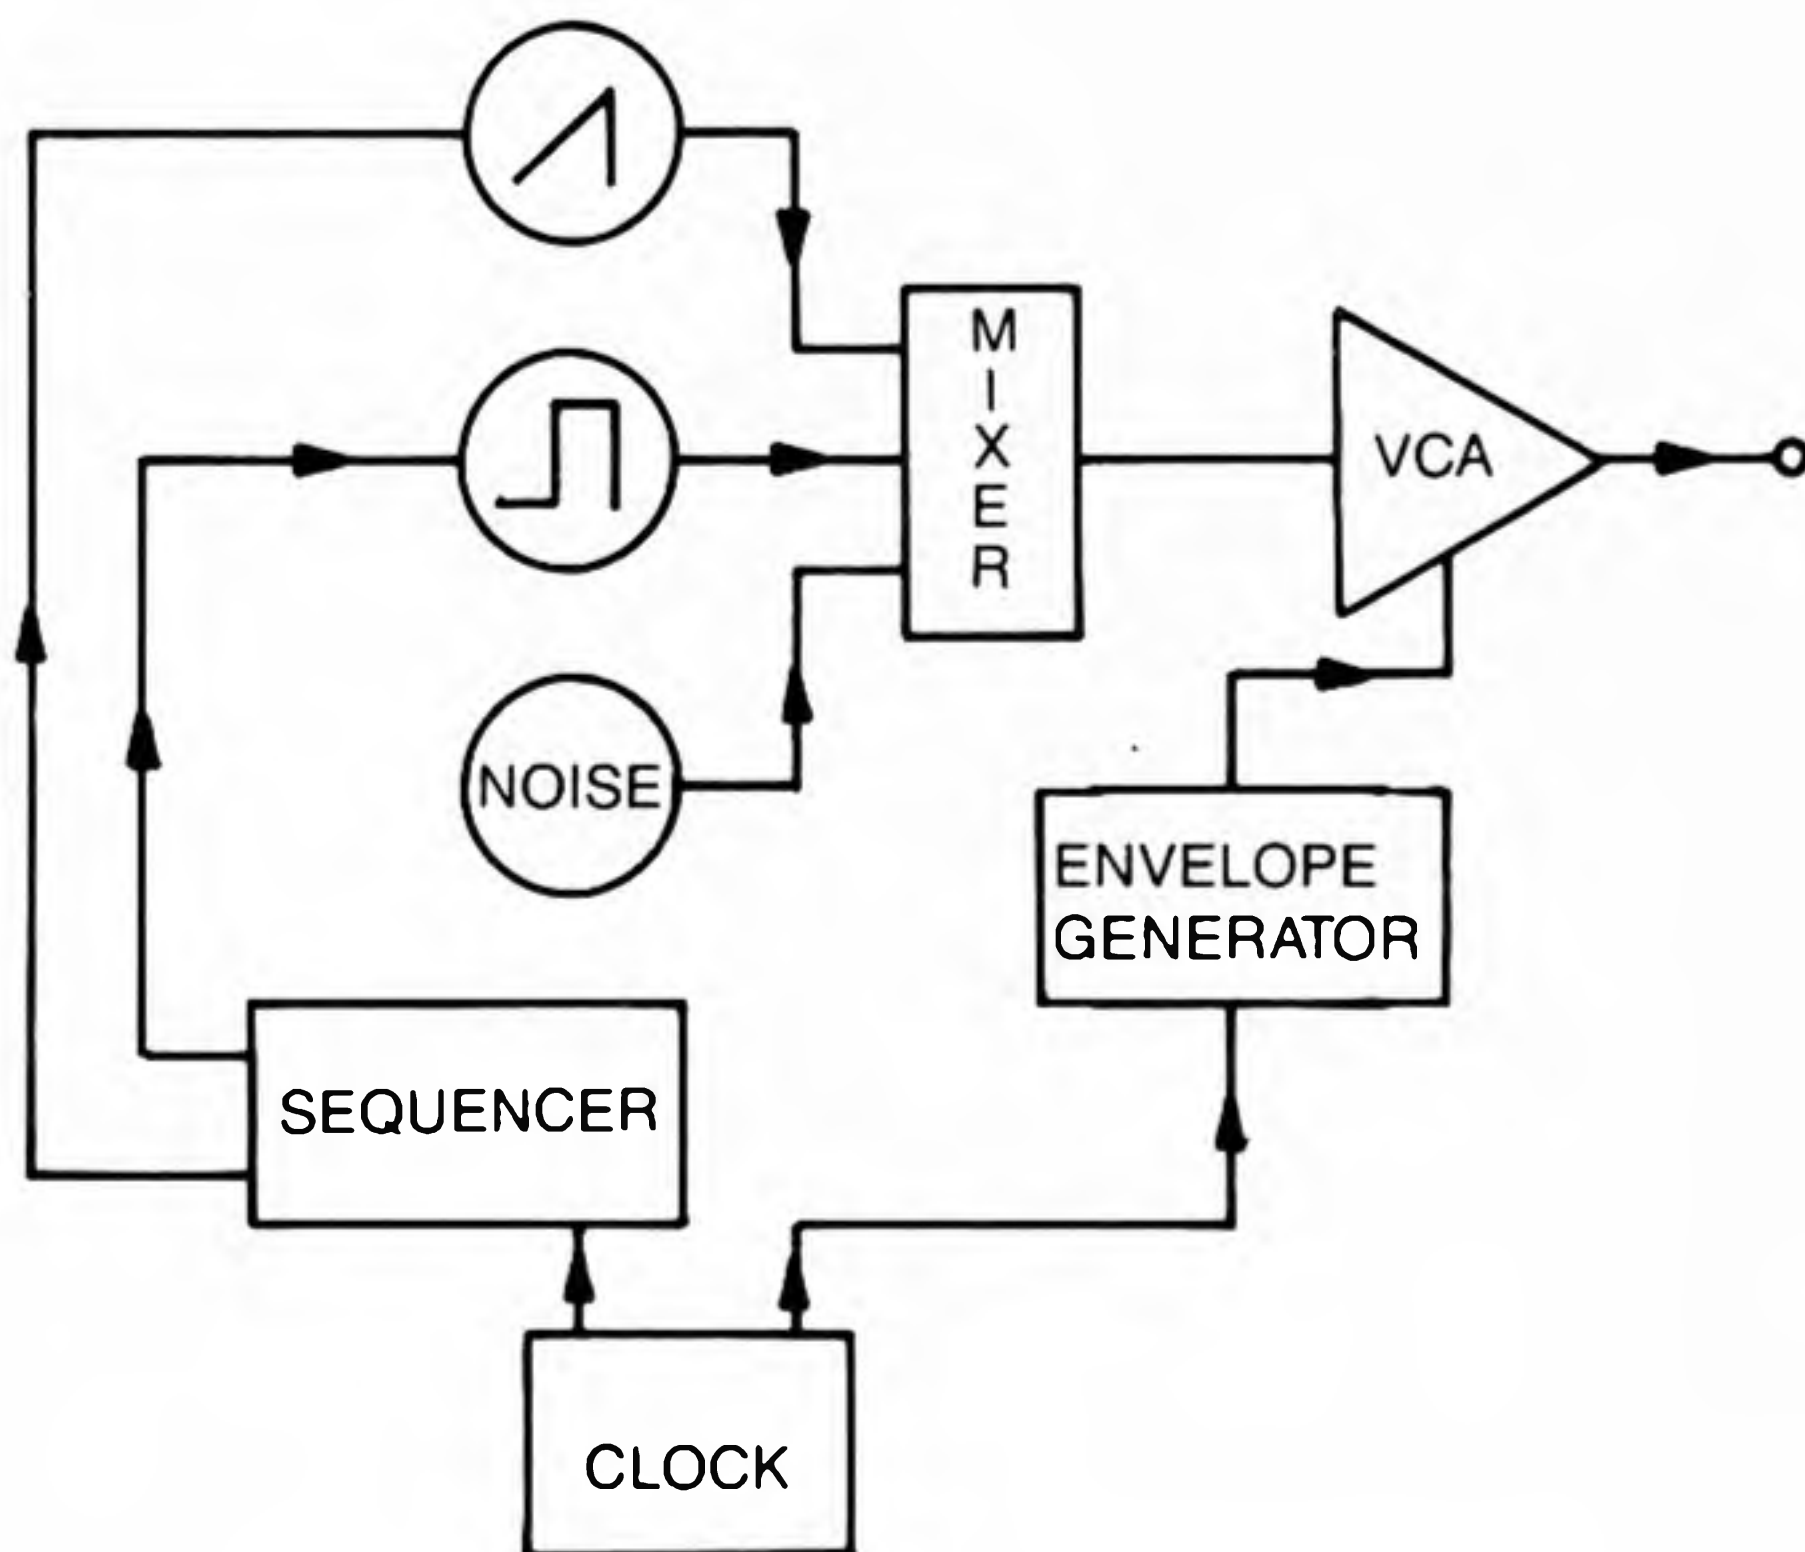 MIXER
VCA
NOISE
ENVELOPE
GENERATOR
SEQUENCER
CLOCK